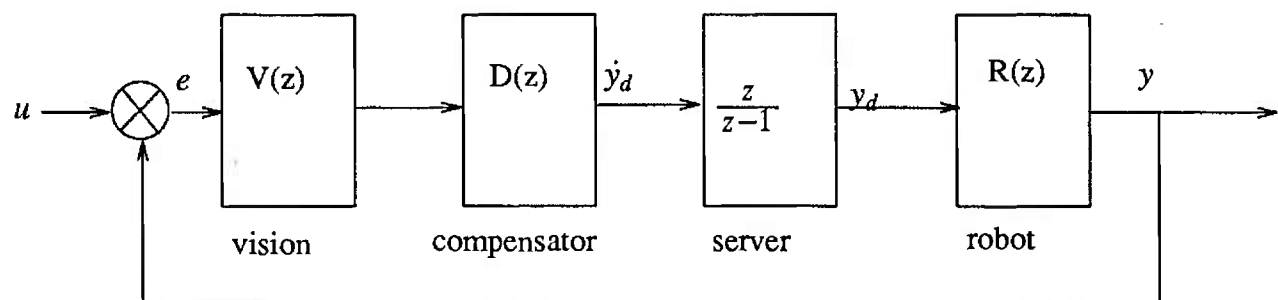 u
e
V(z)
vision
D(z)
compensator
ẏ_d
z
z−1
server
y_d
R(z)
robot
y